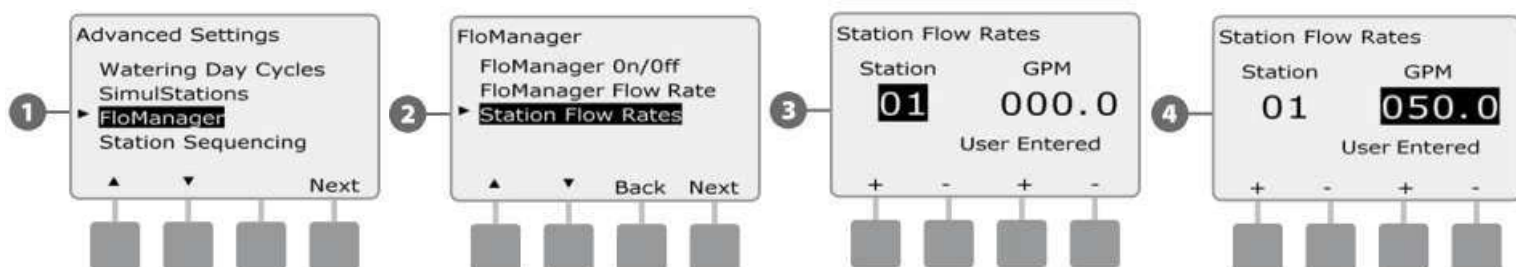 1
Advanced Settings
Watering Day Cycles
SimulStations
► FloManager
Station Sequencing
▲ ▼ Next
2
FloManager
FloManager On/Off
FloManager Flow Rate
► Station Flow Rates
▲ ▼ Back Next
3
Station Flow Rates
Station GPM
01 000.0
User Entered
+ - + -
4
Station Flow Rates
Station GPM
01 050.0
User Entered
+ - + -